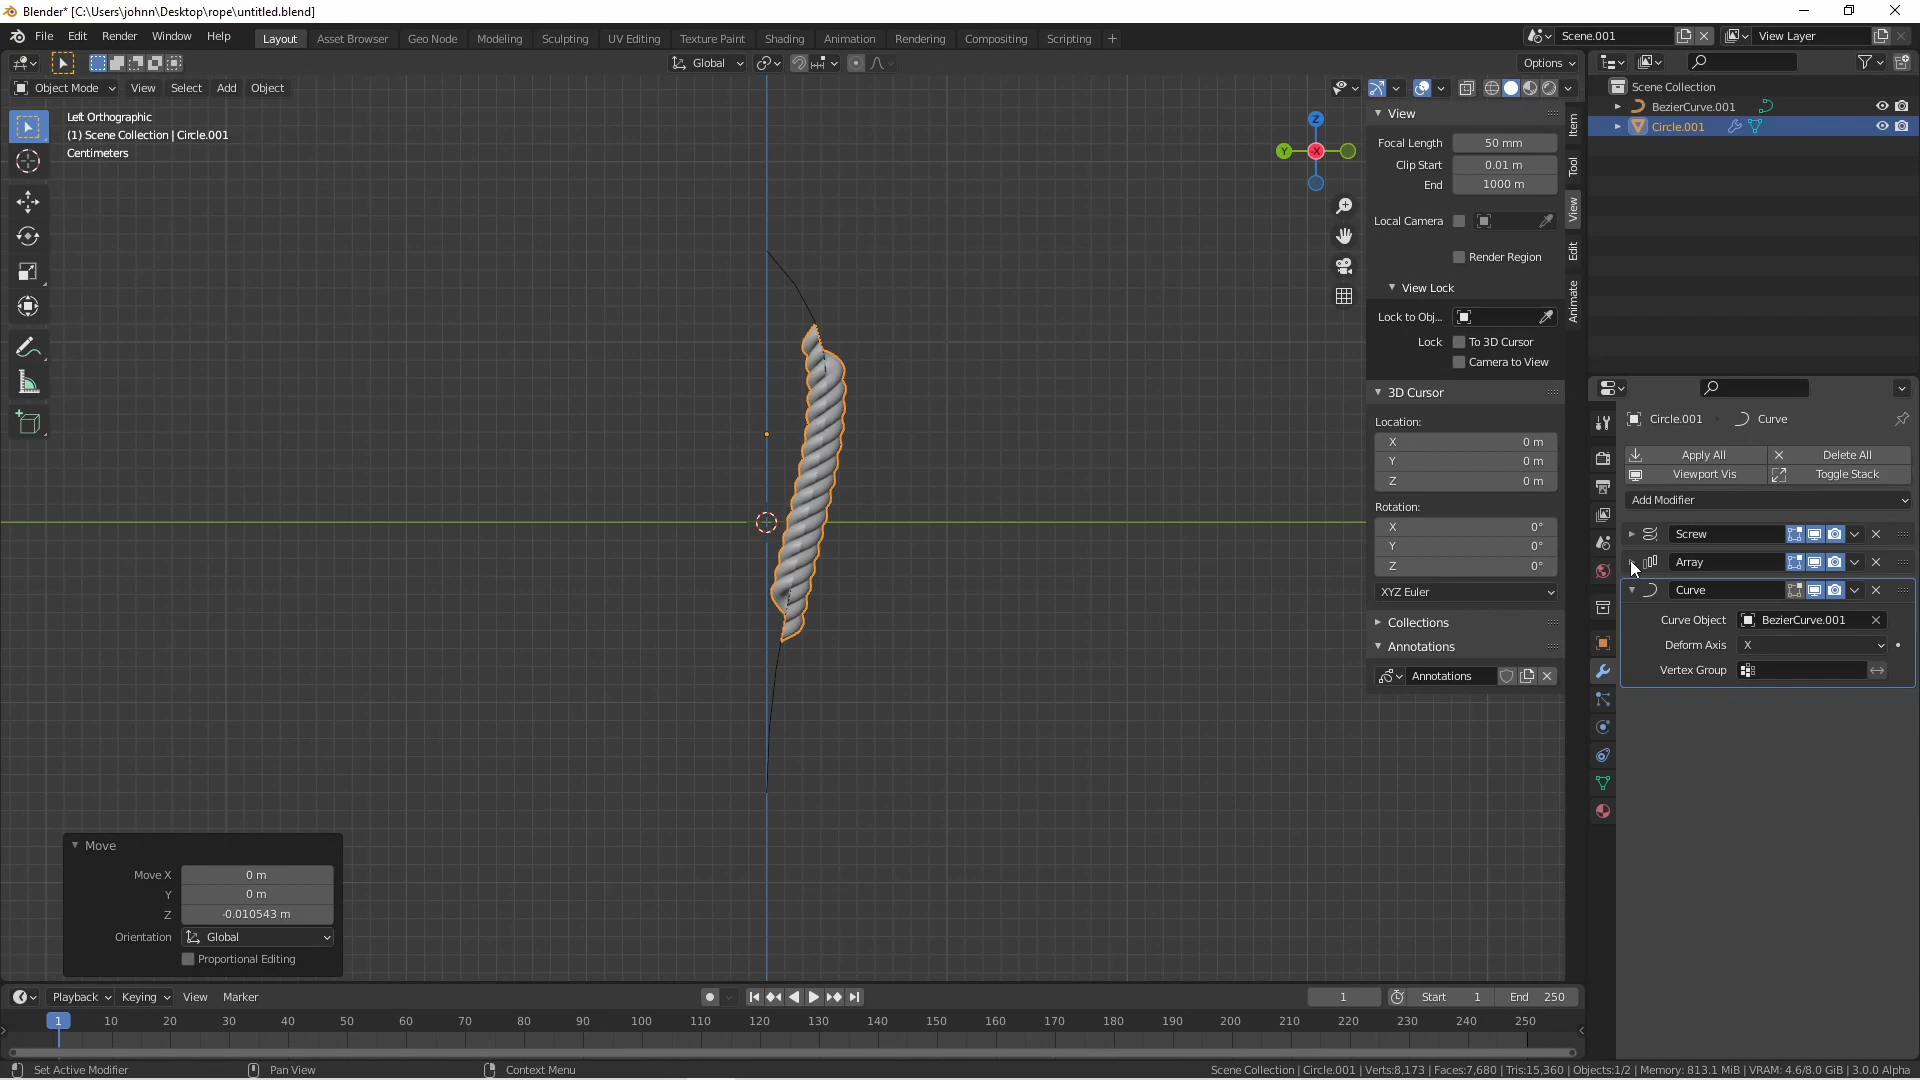 Blender* [C:\Users\johnn\Desktop\rope\untitled.blend]
File Edit Render Window Help Layout Asset Browser Geo Node Modeling Sculpting UV Editing Texture Paint Shading Animation Rendering Compositing Scripting + Scene.001 View Layer
Global Options
Object Mode View Select Add Object
Left Orthographic
(1) Scene Collection | Circle.001
Centimeters
Z
Y
X
View
Focal Length 50 mm
Clip Start 0.01 m
End 1000 m
Local Camera
Render Region
View Lock
Lock to Obj...
Lock To 3D Cursor
Camera to View
3D Cursor
Location:
X 0 m
Y 0 m
Z 0 m
Rotation:
X 0°
Y 0°
Z 0°
XYZ Euler
Collections
Annotations
Annotations
Item
Tool
View
Edit
Animate
Scene Collection
BezierCurve.001
Circle.001
Circle.001 Curve
Apply All Delete All
Viewport Vis Toggle Stack
Add Modifier
Screw
Array
Curve
Curve Object BezierCurve.001
Deform Axis X
Vertex Group
Move
Move X 0 m
Y 0 m
Z -0.010543 m
Orientation Global
Proportional Editing
Playback Keying View Marker 1 Start 1 End 250
1 10 20 30 40 50 60 70 80 90 100 110 120 130 140 150 160 170 180 190 200 210 220 230 240 250
Set Active Modifier Pan View Context Menu Scene Collection | Circle.001 | Verts:8,173 | Faces:7,680 | Tris:15,360 | Objects:1/2 | Memory: 813.1 MiB | VRAM: 4.6/8.0 GiB | 3.0.0 Alpha